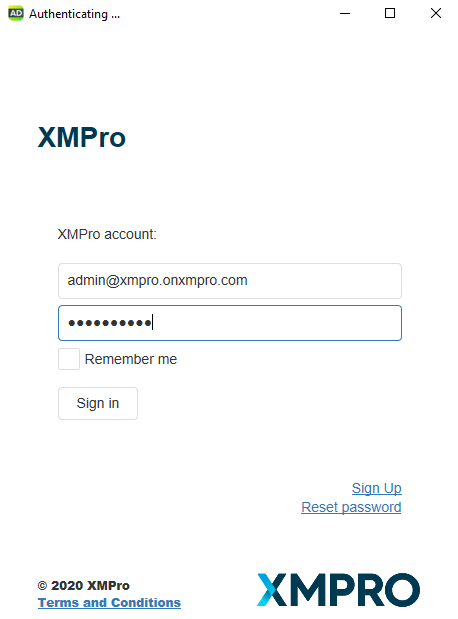 AD Authenticating ...
XMPro
XMPro account:
admin@xmpro.onxmpro.com
●●●●●●●●●●
Remember me
Sign in
Sign Up
Reset password
© 2020 XMPro
Terms and Conditions
XMPRO